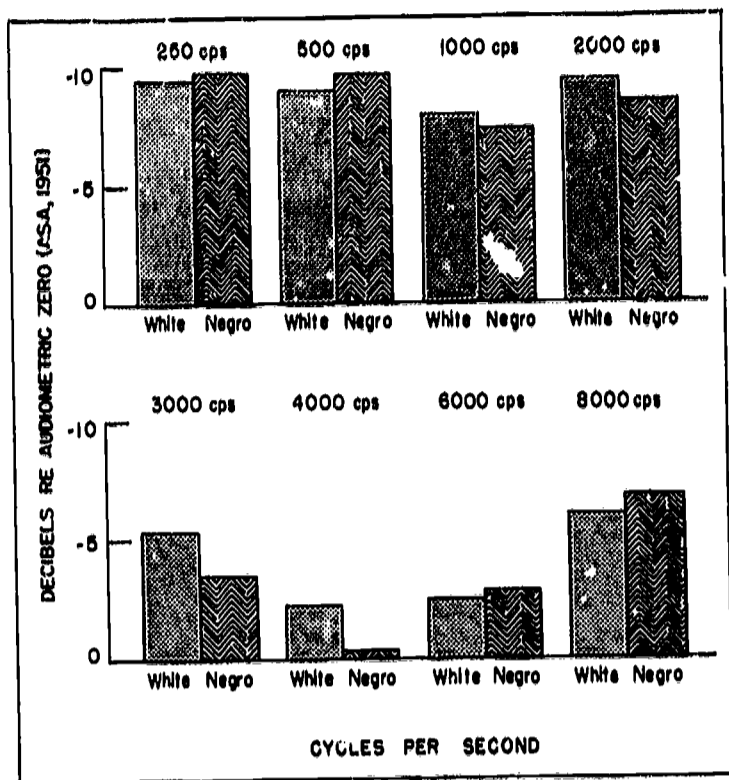 250 cps 500 cps 1000 cps 2000 cps
-10
-5
0
White Negro White Negro White Negro White Negro
3000 cps 4000 cps 6000 cps 8000 cps
-10
-5
0
White Negro White Negro White Negro White Negro
DECIBELS RE AUDIOMETRIC ZERO (ASA, 1951)
CYCLES PER SECOND